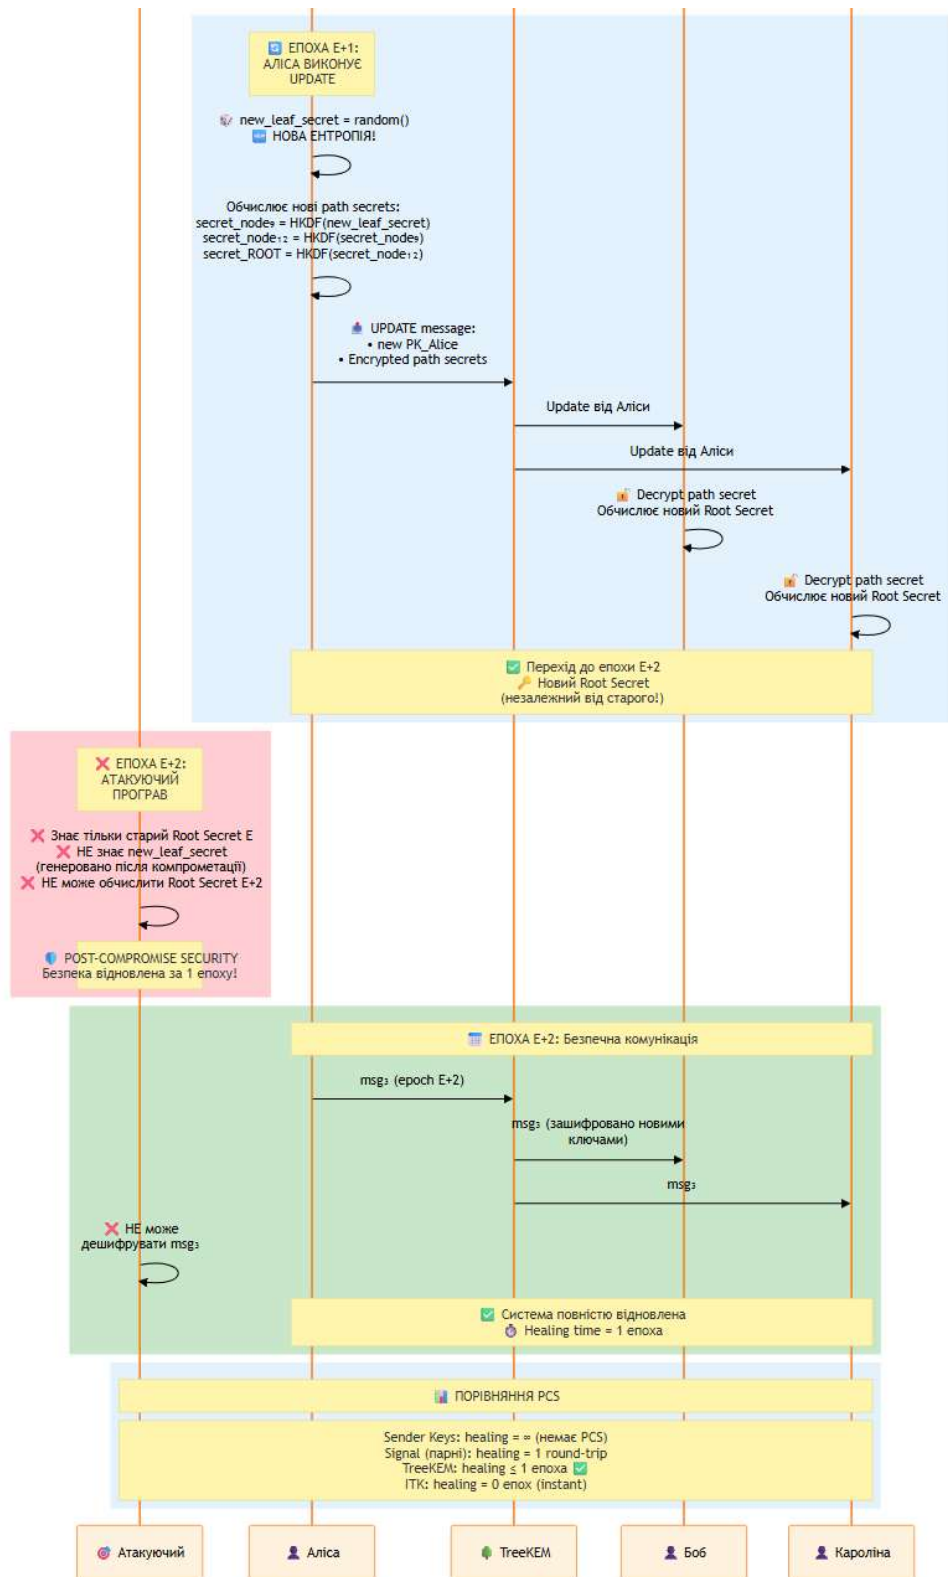 🔄 ЕПОХА E+1:
АЛІСА ВИКОНУЄ
UPDATE
🎲 new_leaf_secret = random()
🆕 НОВА ЕНТРОПІЯ!
Обчислює нові path secrets:
secret_node₉ = HKDF(new_leaf_secret)
secret_node₁₂ = HKDF(secret_node₉)
secret_ROOT = HKDF(secret_node₁₂)
📤 UPDATE message:
• new PK_Alice
• Encrypted path secrets
Update від Аліси
Update від Аліси
🔓 Decrypt path secret
Обчислює новий Root Secret
🔓 Decrypt path secret
Обчислює новий Root Secret
✅ Перехід до епохи E+2
🔑 Новий Root Secret
(незалежний від старого!)
❌ ЕПОХА E+2:
АТАКУЮЧИЙ
ПРОГРАВ
❌ Знає тільки старий Root Secret E
❌ НЕ знає new_leaf_secret
(генеровано після компрометації)
❌ НЕ може обчислити Root Secret E+2
🛡️ POST-COMPROMISE SECURITY
Безпека відновлена за 1 епоху!
📅 ЕПОХА E+2: Безпечна комунікація
msg₃ (epoch E+2)
msg₃ (зашифровано новими
ключами)
msg₃
❌ НЕ може
дешифрувати msg₃
✅ Система повністю відновлена
⏱️ Healing time = 1 епоха
📊 ПОРІВНЯННЯ PCS
Sender Keys: healing = ∞ (немає PCS)
Signal (парні): healing = 1 round-trip
TreeKEM: healing ≤ 1 епоха ✅
ITK: healing = 0 епох (instant)
🎯 Атакуючий
👤 Аліса
🌳 TreeKEM
👤 Боб
👤 Кароліна